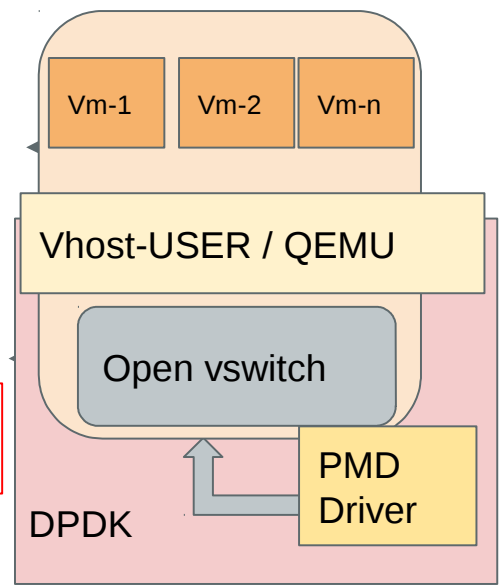 Vm-1
Vm-2
Vm-n
Vhost-USER / QEMU
Open vswitch
PMD
Driver
DPDK